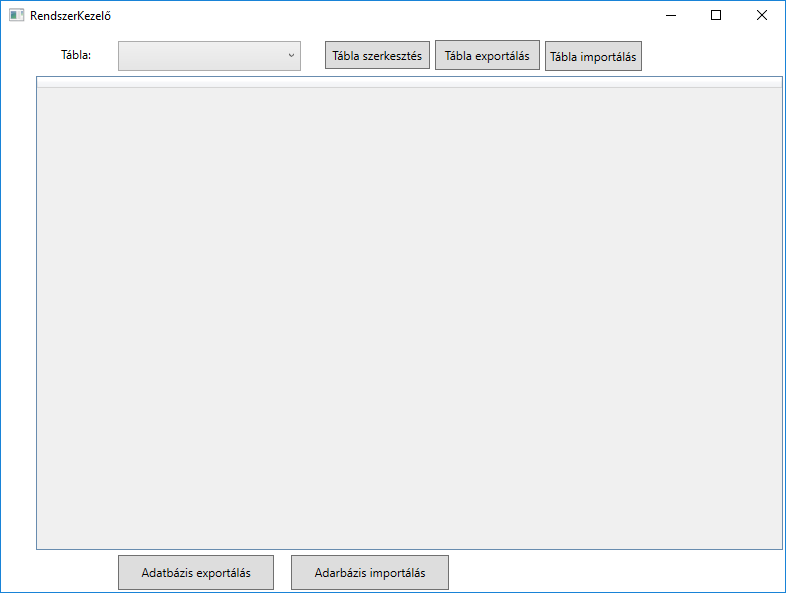 RendszerKezelő
Tábla: Tábla szerkesztés Tábla exportálás Tábla importálás
Adatbázis exportálás Adarbázis importálás